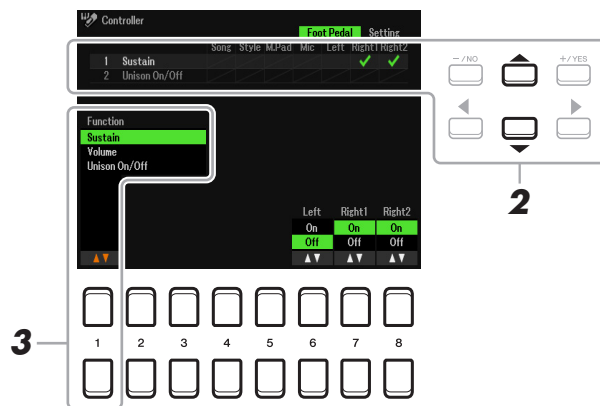 Controller
Foot Pedal Setting
Song Style M.Pad Mic Left Right1 Right2
1 Sustain
2 Unison On/Off
−/NO +/YES
2
Function
Sustain
Volume
Unison On/Off
Left Right1 Right2
On On On
Off Off Off
3
1 2 3 4 5 6 7 8